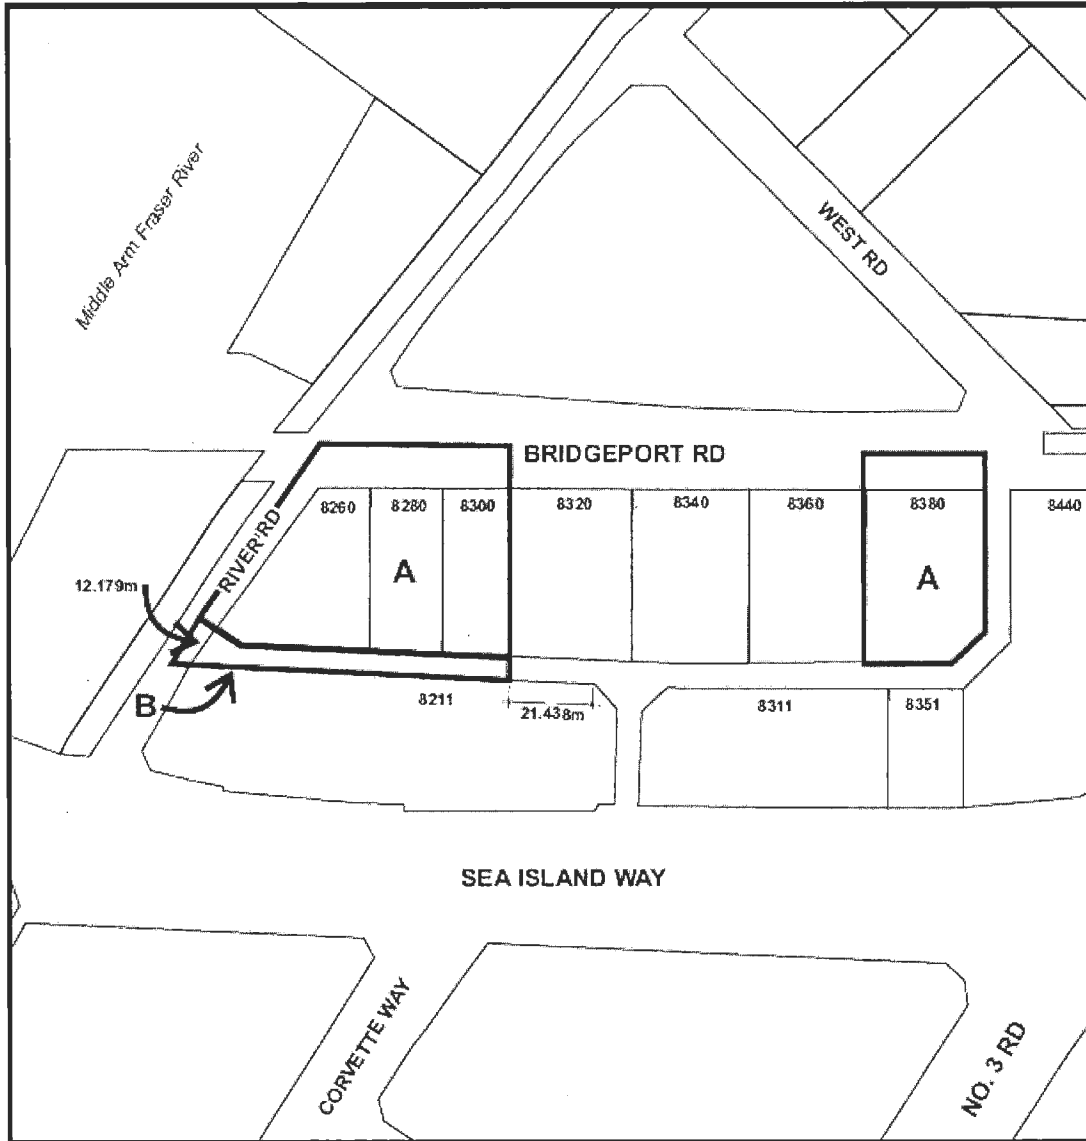 Middle Arm Fraser River
WEST RD
BRIDGEPORT RD
8260
8280
8300
8320
8340
8360
8380
8440
RIVER RD
A
A
12.179m
B
8211
21.438m
8311
8351
SEA ISLAND WAY
CORVETTE WAY
NO. 3 RD